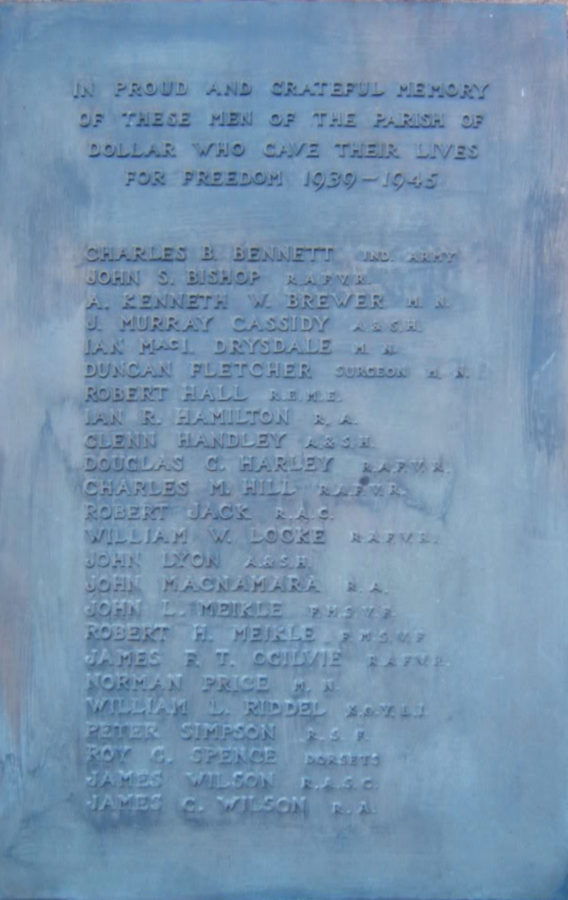 IN PROUD AND GRATEFUL MEMORY
OF THESE MEN OF THE PARISH OF
DOLLAR WHO GAVE THEIR LIVES
FOR FREEDOM 1939-1945
CHARLES B. BENNETT IND. ARMY
JOHN S. BISHOP R.A.F.V.R.
A. KENNETH W. BREWER M. N.
J. MURRAY CASSIDY A.&S.H.
IAN MacI. DRYSDALE M. N.
DUNCAN FLETCHER SURGEON M. N.
ROBERT HALL R.E.M.E.
IAN R. HAMILTON R. A.
GLENN HANDLEY A.&S.H.
DOUGLAS G. HARLEY R.A.F.V.R.
CHARLES M. HILL R.A.F.V.R.
ROBERT JACK R.A.C.
WILLIAM W. LOCKE R.A.F.V.R.
JOHN LYON A.&S.H.
JOHN MACNAMARA R. A.
JOHN L. MEIKLE F.M.S.V.F.
ROBERT H. MEIKLE F.M.S.V.F.
JAMES F. T. OGILVIE R.A.F.V.R.
NORMAN PRICE M. N.
WILLIAM L. RIDDEL K.O.Y.L.I.
PETER SIMPSON R. S. F.
ROY G. SPENCE DORSETS
JAMES WILSON R.A.S.C.
JAMES C. WILSON R. A.